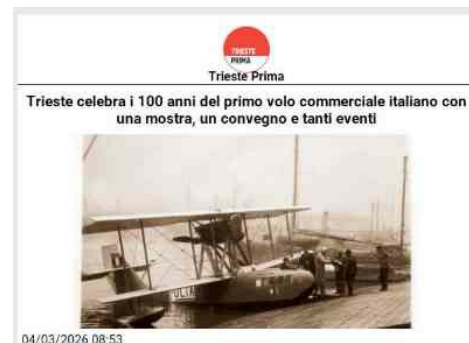 TRIESTE
PRIMA
Trieste Prima
Trieste celebra i 100 anni del primo volo commerciale italiano con
una mostra, un convegno e tanti eventi
04/03/2026 08:53